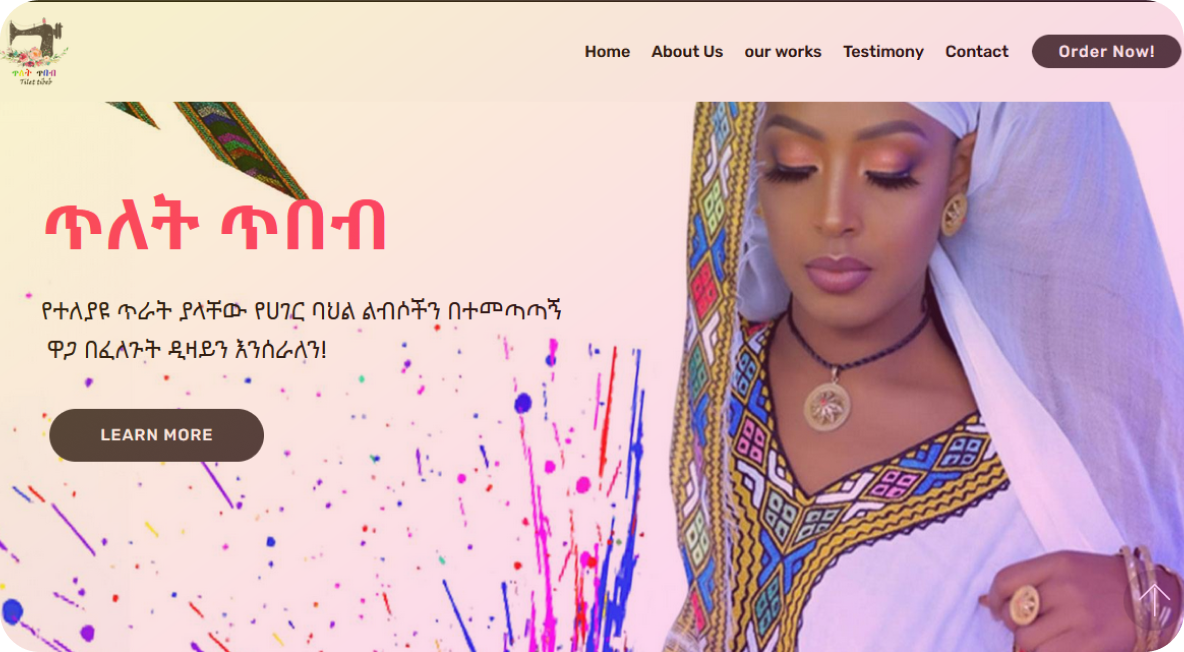 ጥለት ጥበብ
Tilet tibeb
Home About Us our works Testimony Contact Order Now!
ጥለት ጥበብ
የተለያዩ ጥራት ያላቸው የሀገር ባህል ልብሶችን በተመጣጣኝ
ዋጋ በፈለጉት ዲዛይን እንሰራለን!
LEARN MORE